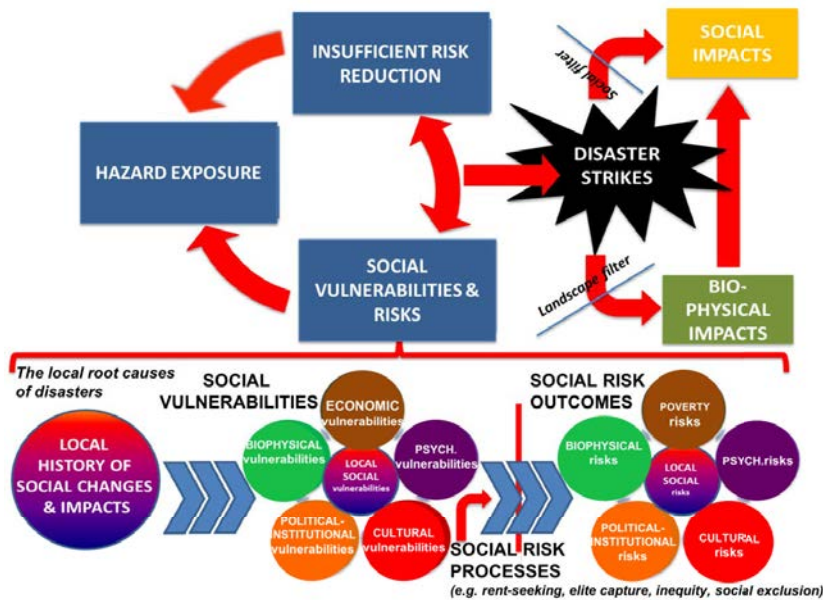 INSUFFICIENT RISK
REDUCTION
HAZARD EXPOSURE
SOCIAL
VULNERABILITIES &
RISKS
Social filter
SOCIAL
IMPACTS
DISASTER
STRIKES
Landscape filter
BIO-
PHYSICAL
IMPACTS
The local root causes
of disasters
LOCAL
HISTORY OF
SOCIAL CHANGES
& IMPACTS
SOCIAL
VULNERABILITIES
ECONOMIC
vulnerabilities
BIOPHYSICAL
vulnerabilities
PSYCH.
vulnerabilities
LOCAL
SOCIAL
vulnerabilities
POLITICAL-
INSTITUTIONAL
vulnerabilities
CULTURAL
vulnerabilities
SOCIAL RISK
PROCESSES
(e.g. rent-seeking, elite capture, inequity, social exclusion)
SOCIAL RISK
OUTCOMES
POVERTY
risks
BIOPHYSICAL
risks
PSYCH.risks
LOCAL
SOCIAL
risks
POLITICAL-
INSTITUTIONAL
risks
CULTURAL
risks